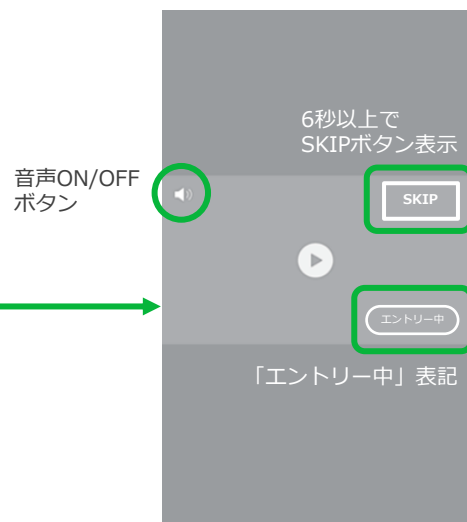 6秒以上で
SKIPボタン表示
音声ON/OFF
ボタン
SKIP
エントリー中
「エントリー中」表記